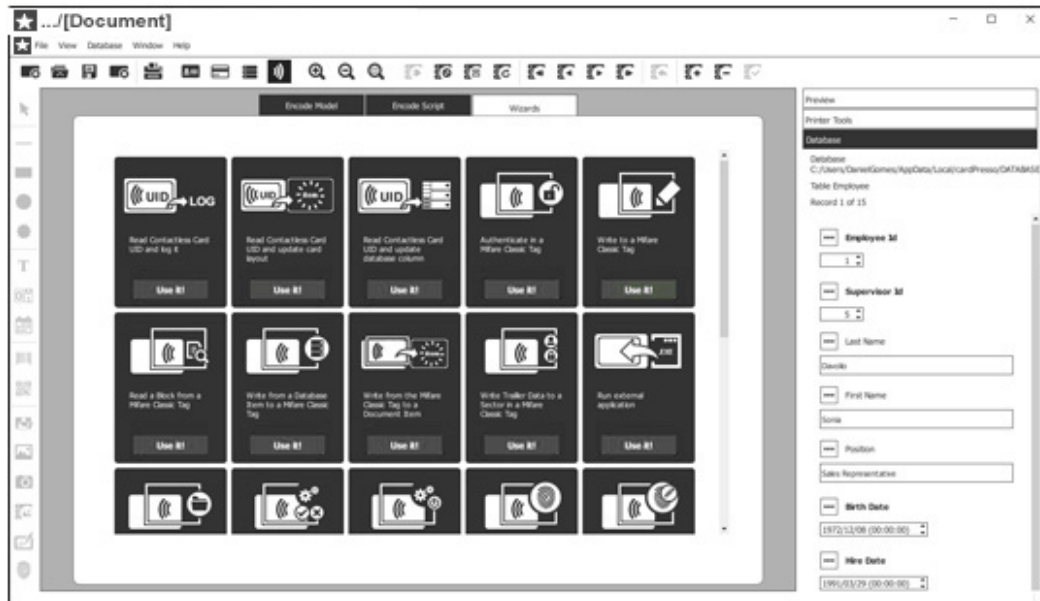 .../[Document]
File View Database Window Help
Encode Model Encode Script Wizards
UID LOG
Read Contactless Card
UID and log it
Use it!
UID Item
Read Contactless Card
UID and update card
layout
Use it!
UID
Read Contactless Card
UID and update
database column
Use it!
Authenticate in a
Mifare Classic Tag
Use it!
Write to a Mifare
Classic Tag
Use it!
Read a Block from a
Mifare Classic Tag
Use it!
Write from a Database
Item to a Mifare Classic
Tag
Use it!
Item
Write from the Mifare
Classic Tag to a
Document Item
Use it!
Write Trailer Data to a
Sector in a Mifare
Classic Tag
Use it!
.EXE
Run external
application
Use it!
Preview
Printer Tools
Database
Database
C:/Users/DanielGomes/AppData/Local/cardPresso/DATABASE
Table Employee
Record 1 of 15
Employee Id
1
Supervisor Id
5
Last Name
Davolio
First Name
Sonia
Position
Sales Representative
Birth Date
1972/12/08 (00:00:00)
Hire Date
1991/03/29 (00:00:00)